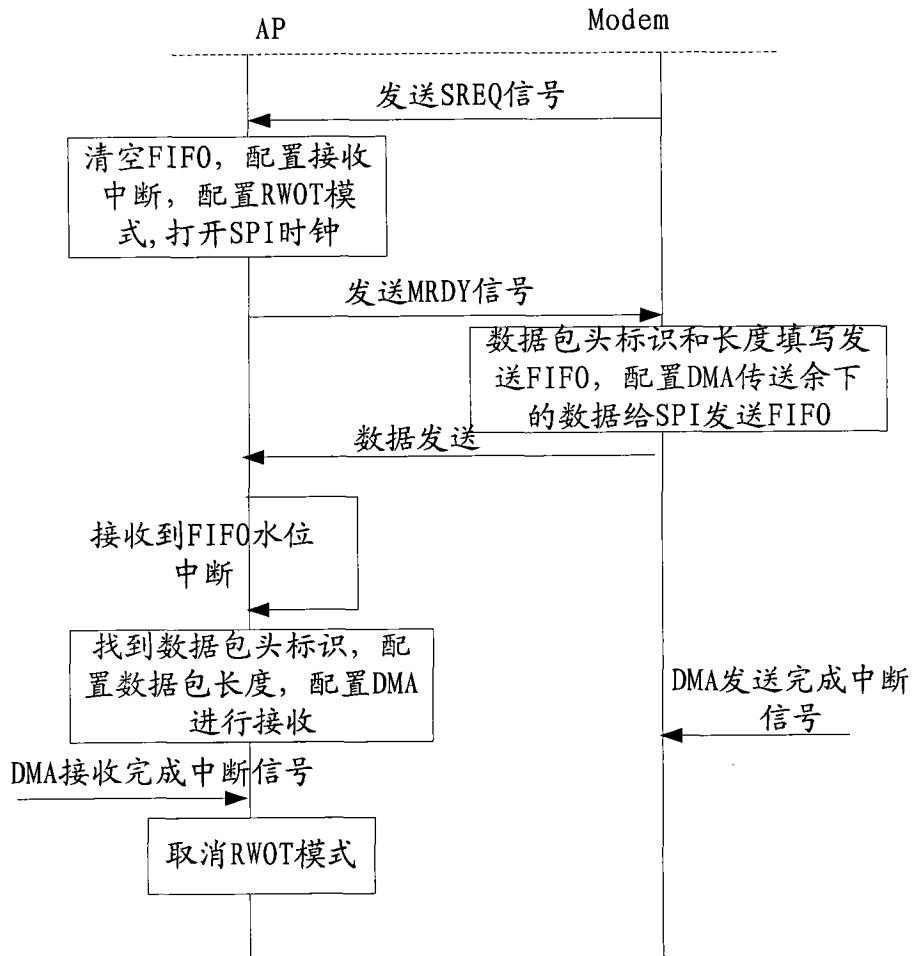 AP
Modem
发送SREQ信号
清空FIFO, 配置接收
中断, 配置RWOT模
式,打开SPI时钟
发送MRDY信号
数据包头标识和长度填写发
送FIFO, 配置DMA传送余下
的数据给SPI发送FIFO
数据发送
接收到FIFO水位
中断
找到数据包头标识, 配
置数据包长度, 配置DMA
进行接收
DMA发送完成中断
信号
DMA接收完成中断信号
取消RWOT模式